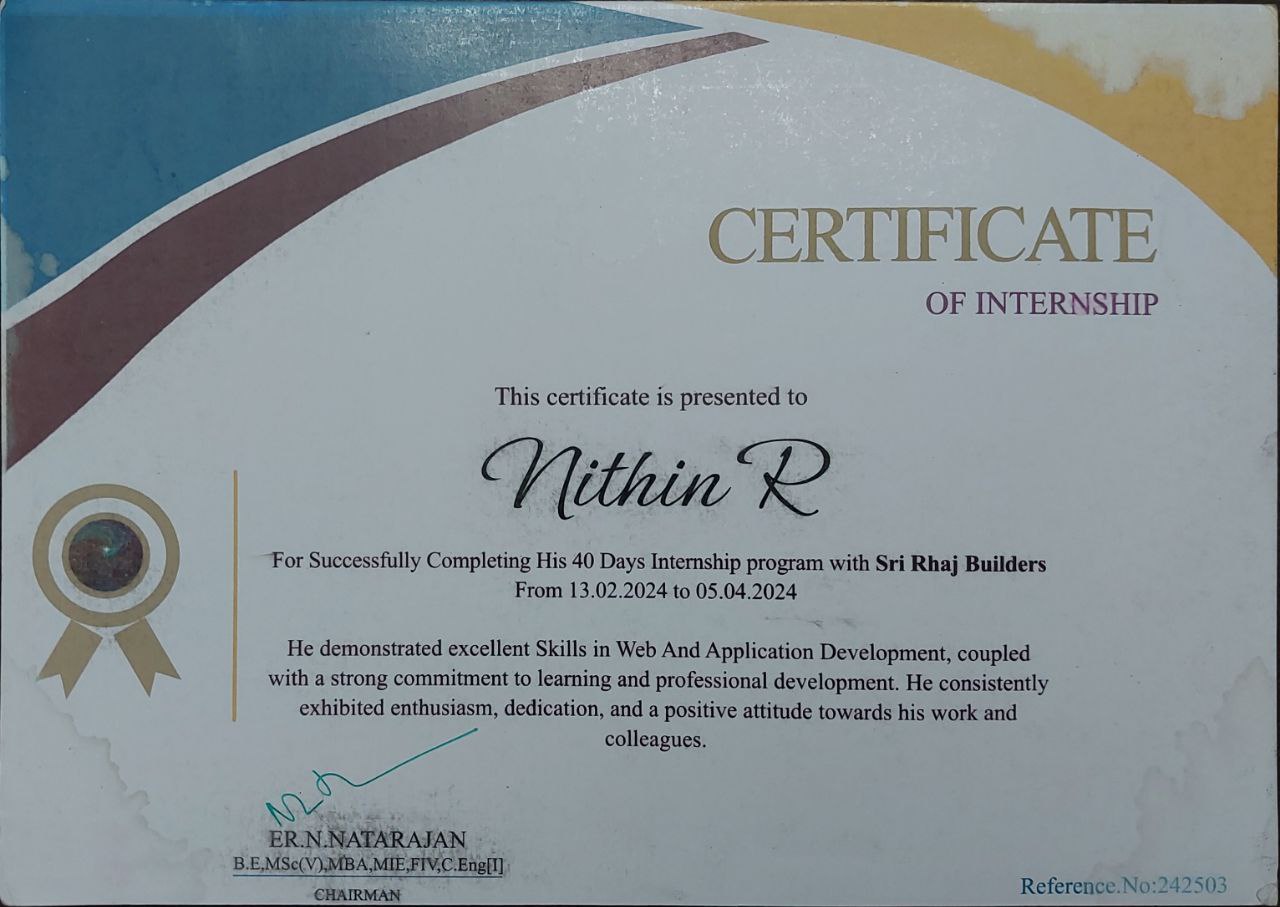 CERTIFICATE
OF INTERNSHIP
This certificate is presented to
Nithin R
For Successfully Completing His 40 Days Internship program with Sri Rhaj Builders
From 13.02.2024 to 05.04.2024
He demonstrated excellent Skills in Web And Application Development, coupled
with a strong commitment to learning and professional development. He consistently
exhibited enthusiasm, dedication, and a positive attitude towards his work and
colleagues.
ER.N.NATARAJAN
B.E,MSc(V),MBA,MIE,FIV,C.Eng[I]
CHAIRMAN
Reference.No:242503